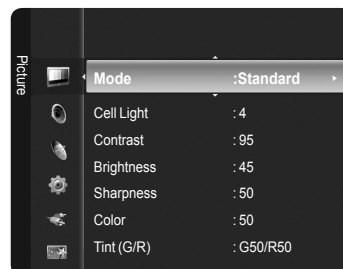 Picture
Mode :Standard
Cell Light : 4
Contrast : 95
Brightness : 45
Sharpness : 50
Color : 50
Tint (G/R) : G50/R50